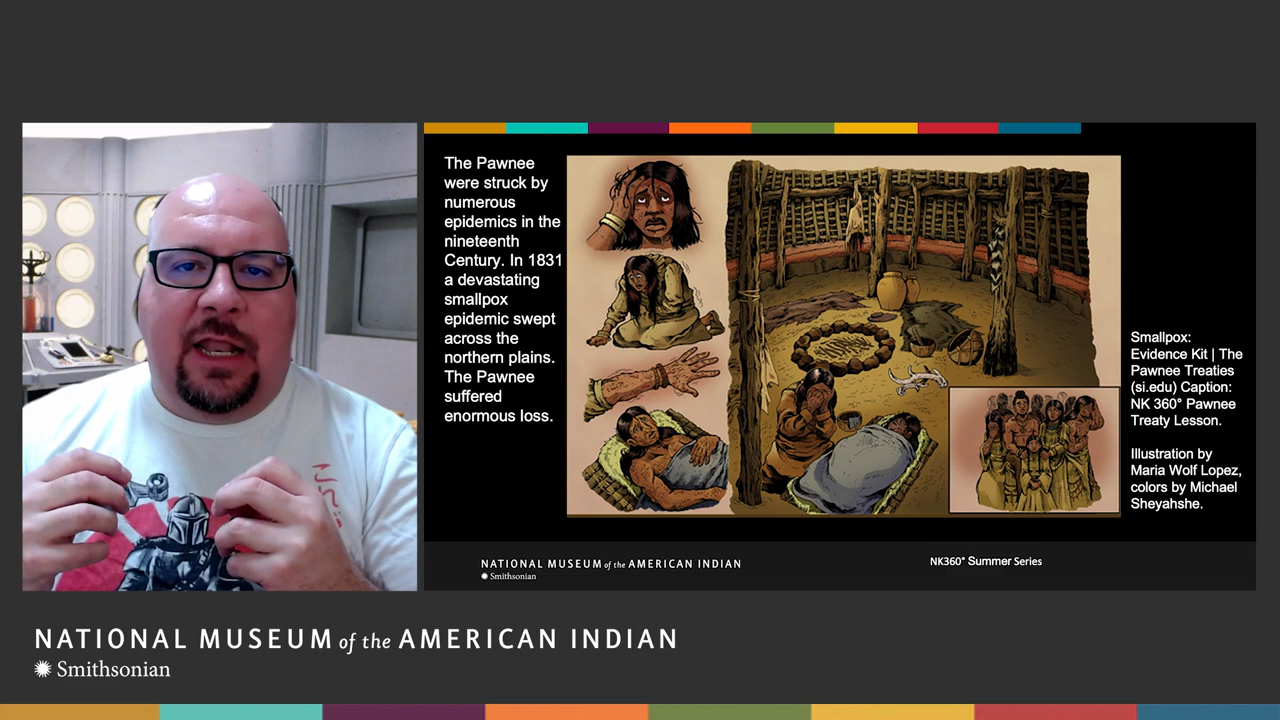 The Pawnee
were struck by
numerous
epidemics in the
nineteenth
Century. In 1831
a devastating
smallpox
epidemic swept
across the
northern plains.
The Pawnee
suffered
enormous loss.
Smallpox:
Evidence Kit | The
Pawnee Treaties
(si.edu) Caption:
NK 360° Pawnee
Treaty Lesson.
Illustration by
Maria Wolf Lopez,
colors by Michael
Sheyahshe.
NATIONAL MUSEUM of the AMERICAN INDIAN
Smithsonian
NK360° Summer Series
NATIONAL MUSEUM of the AMERICAN INDIAN
Smithsonian